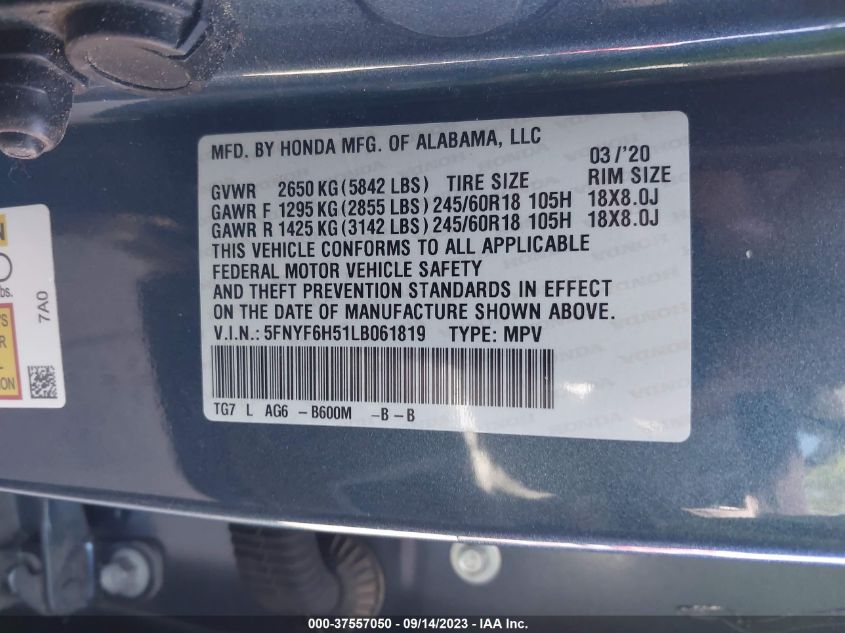 MFD. BY HONDA MFG. OF ALABAMA, LLC
03/'20
GVWR 2650 KG (5842 LBS) TIRE SIZE RIM SIZE
GAWR F 1295 KG (2855 LBS) 245/60R18 105H 18X8.0J
GAWR R 1425 KG (3142 LBS) 245/60R18 105H 18X8.0J
THIS VEHICLE CONFORMS TO ALL APPLICABLE
FEDERAL MOTOR VEHICLE SAFETY
AND THEFT PREVENTION STANDARDS IN EFFECT
ON THE DATE OF MANUFACTURE SHOWN ABOVE.
V.I.N.: 5FNYF6H51LB061819 TYPE: MPV
TG7 L AG6 -B600M -B-B
7A0
000-37557050 - 09/14/2023 - IAA Inc.